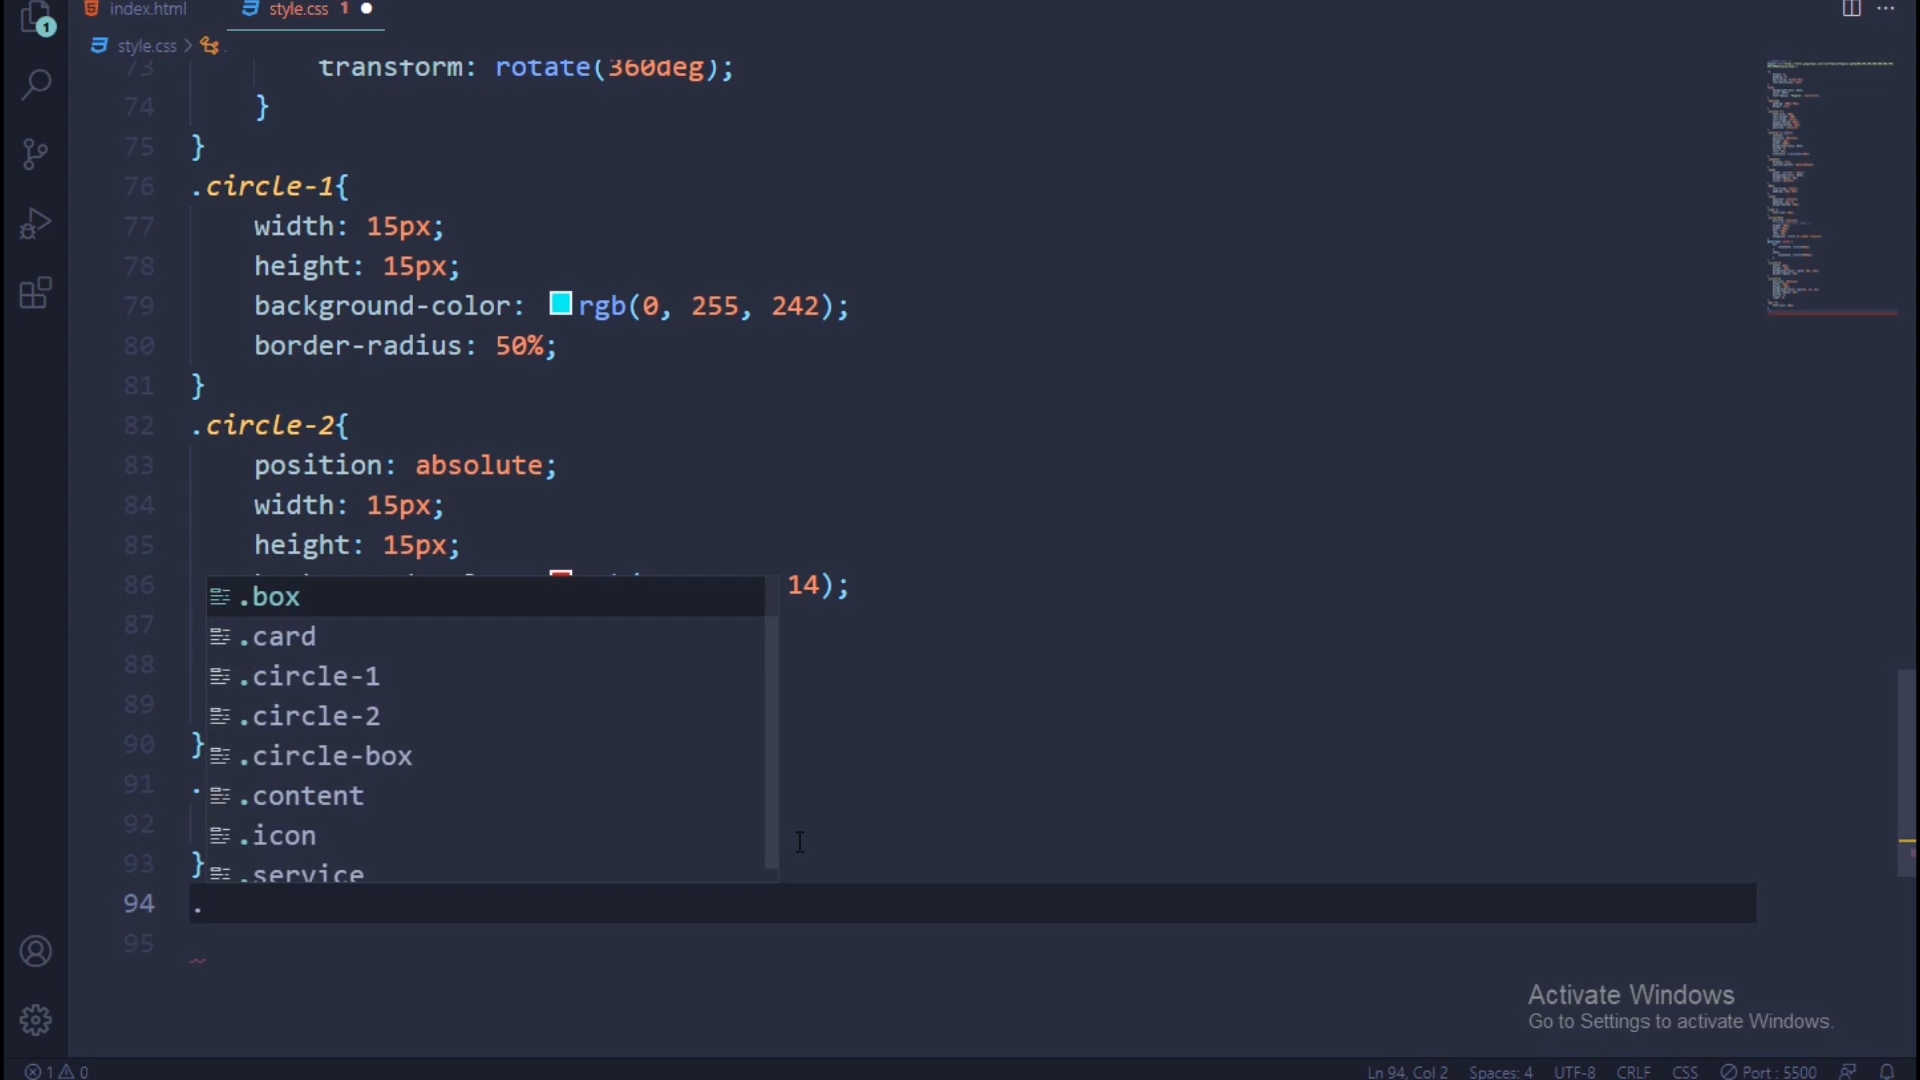 1
index.html
style.css 1
style.css > .
73 transform: rotate(360deg);
74 }
75 }
76 .circle-1{
77 width: 15px;
78 height: 15px;
79 background-color: rgb(0, 255, 242);
80 border-radius: 50%;
81 }
82 .circle-2{
83 position: absolute;
84 width: 15px;
85 height: 15px;
86 14);
.box
87
.card
88
.circle-1
89
.circle-2
90 }
.circle-box
91 .
.content
92
.icon
93 }
.service
94 .
95
Activate Windows
Go to Settings to activate Windows.
1 0
Ln 94, Col 2 Spaces: 4 UTF-8 CRLF CSS Port : 5500